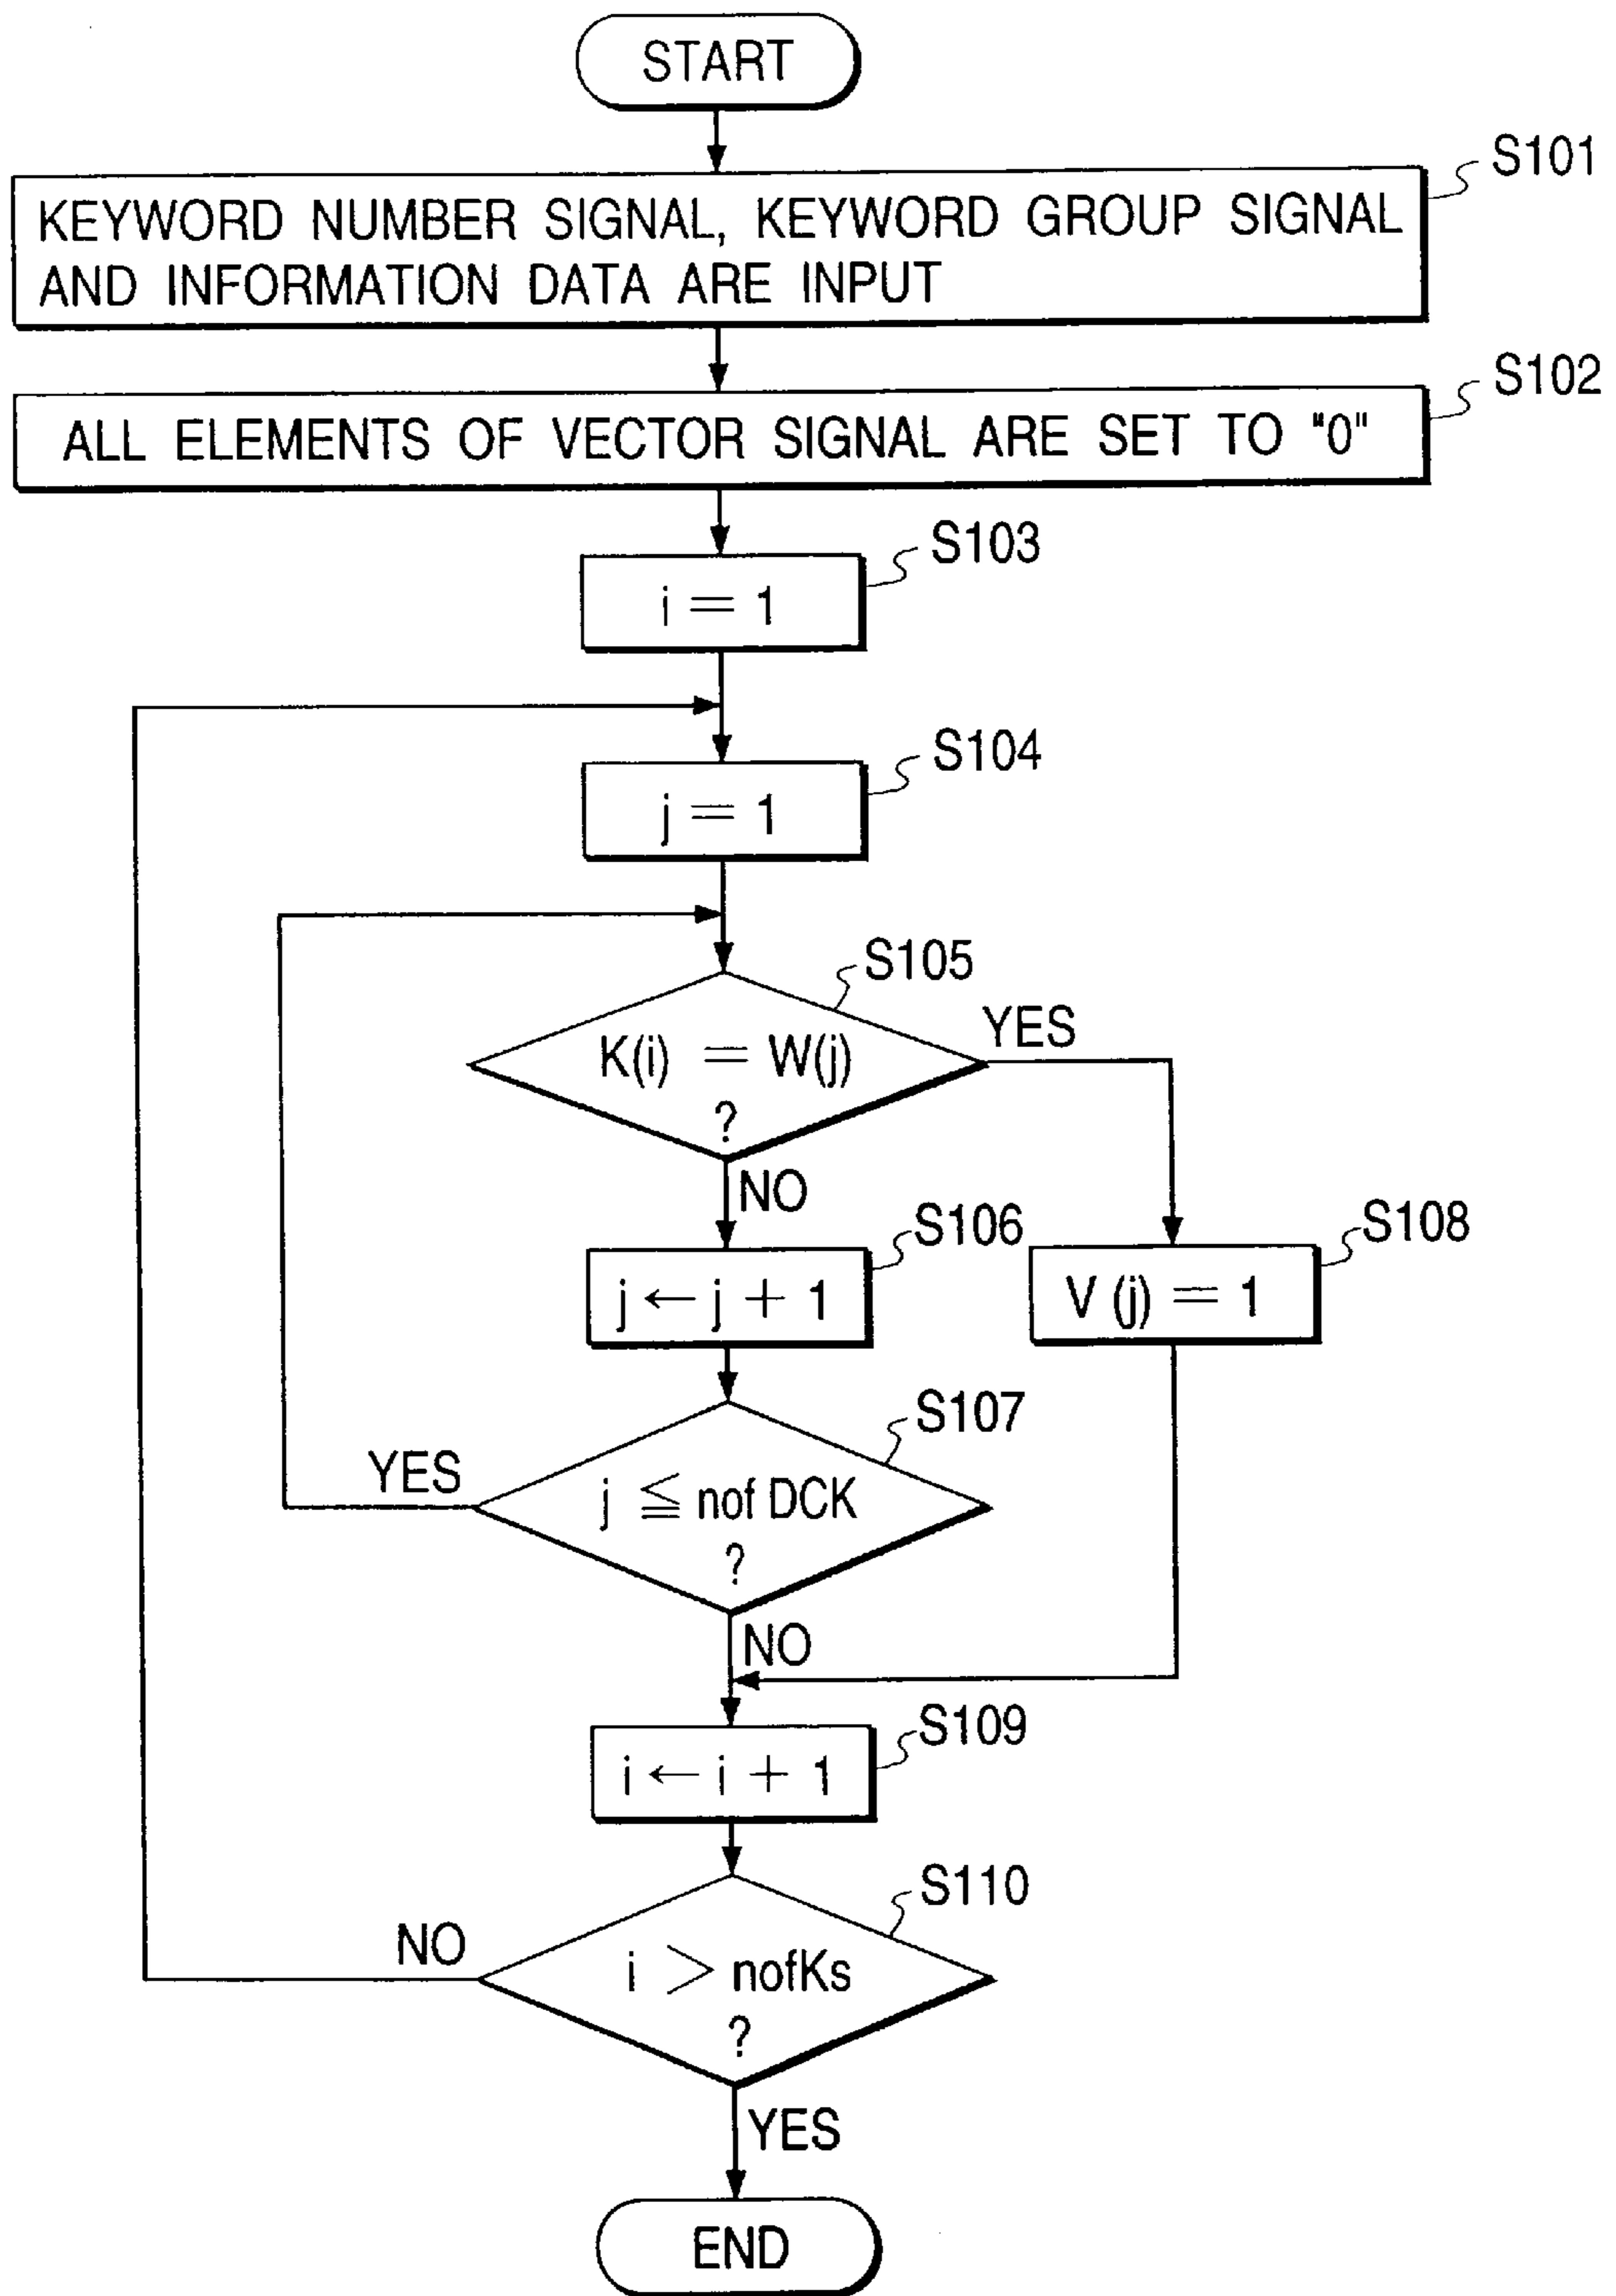 START
S101
KEYWORD NUMBER SIGNAL, KEYWORD GROUP SIGNAL
AND INFORMATION DATA ARE INPUT
S102
ALL ELEMENTS OF VECTOR SIGNAL ARE SET TO "0"
S103
i = 1
S104
j = 1
S105
K(i) = W(j)
?
YES
NO
S106
j ← j + 1
S108
V (j) = 1
S107
j ≦ nof DCK
?
YES
NO
S109
i ← i + 1
S110
i > nofKs
?
NO
YES
END